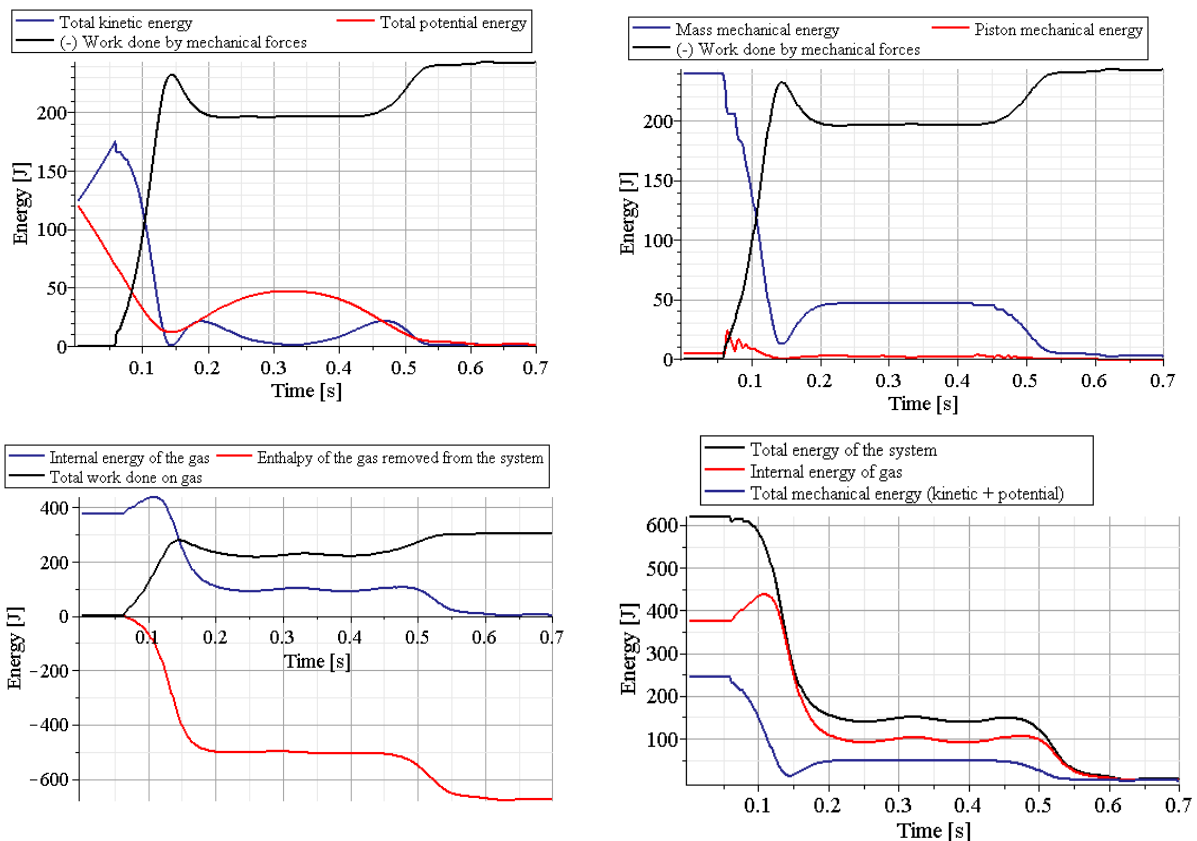 Total kinetic energy Total potential energy
(-) Work done by mechanical forces
Energy [J]
200
150
100
50
0
0.1 0.2 0.3 0.4 0.5 0.6 0.7
Time [s]
Mass mechanical energy Piston mechanical energy
(-) Work done by mechanical forces
Energy [J]
200
150
100
50
0
0.1 0.2 0.3 0.4 0.5 0.6 0.7
Time [s]
Internal energy of the gas Enthalpy of the gas removed from the system
Total work done on gas
Energy [J]
400
200
0
0.1 0.2 0.3 0.4 0.5 0.6 0.7
Time [s]
-200
-400
-600
Total energy of the system
Internal energy of gas
Total mechanical energy (kinetic + potential)
Energy [J]
600
500
400
300
200
100
0.1 0.2 0.3 0.4 0.5 0.6 0.7
Time [s]